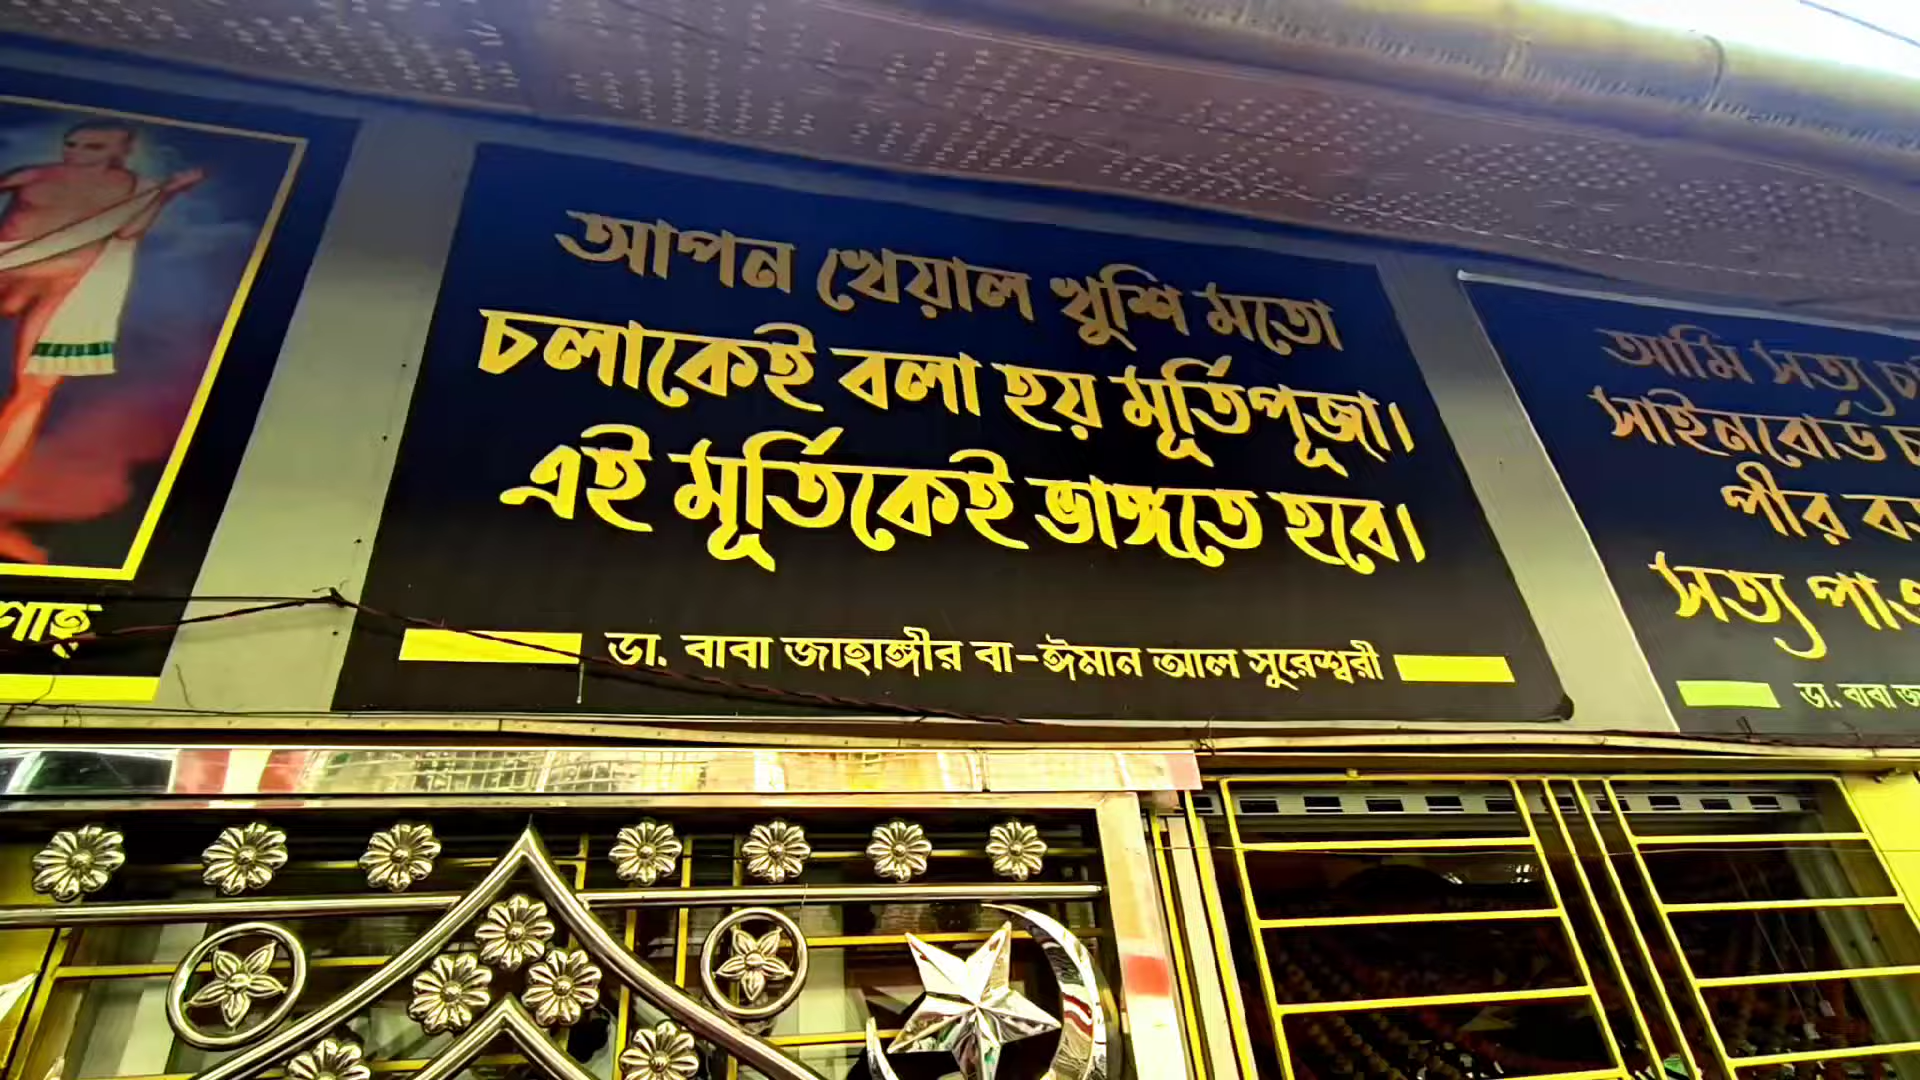 আপন খেয়াল খুশি মতো
চলাকেই বলা হয় মূর্তিপূজা।
এই মূর্তিকেই ভাঙ্গতে হবে।
ডা. বাবা জাহাঙ্গীর বা-ঈমান আল সুরেশ্বরী
শাহ্
আমি সত্য
সাইনবোর্ড
পীর
সত্য
ডা. বাবা